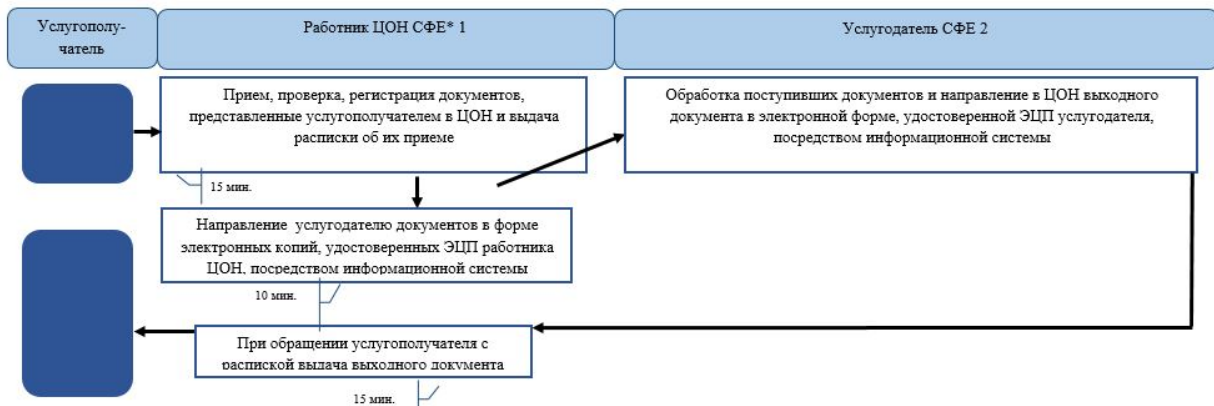 Услугополу-
чатель
Работник ЦОН СФЕ* 1
Услугодатель СФЕ 2
Прием, проверка, регистрация документов,
представленные услугополучателем в ЦОН и выдача
расписки об их приеме
Обработка поступивших документов и направление в ЦОН выходного
документа в электронной форме, удостоверенной ЭЦП услугодателя,
посредством информационной системы
15 мин.
Направление услугодателю документов в форме
электронных копий, удостоверенных ЭЦП работника
ЦОН, посредством информационной системы
10 мин.
При обращении услугополучателя с
распиской выдача выходного документа
15 мин.